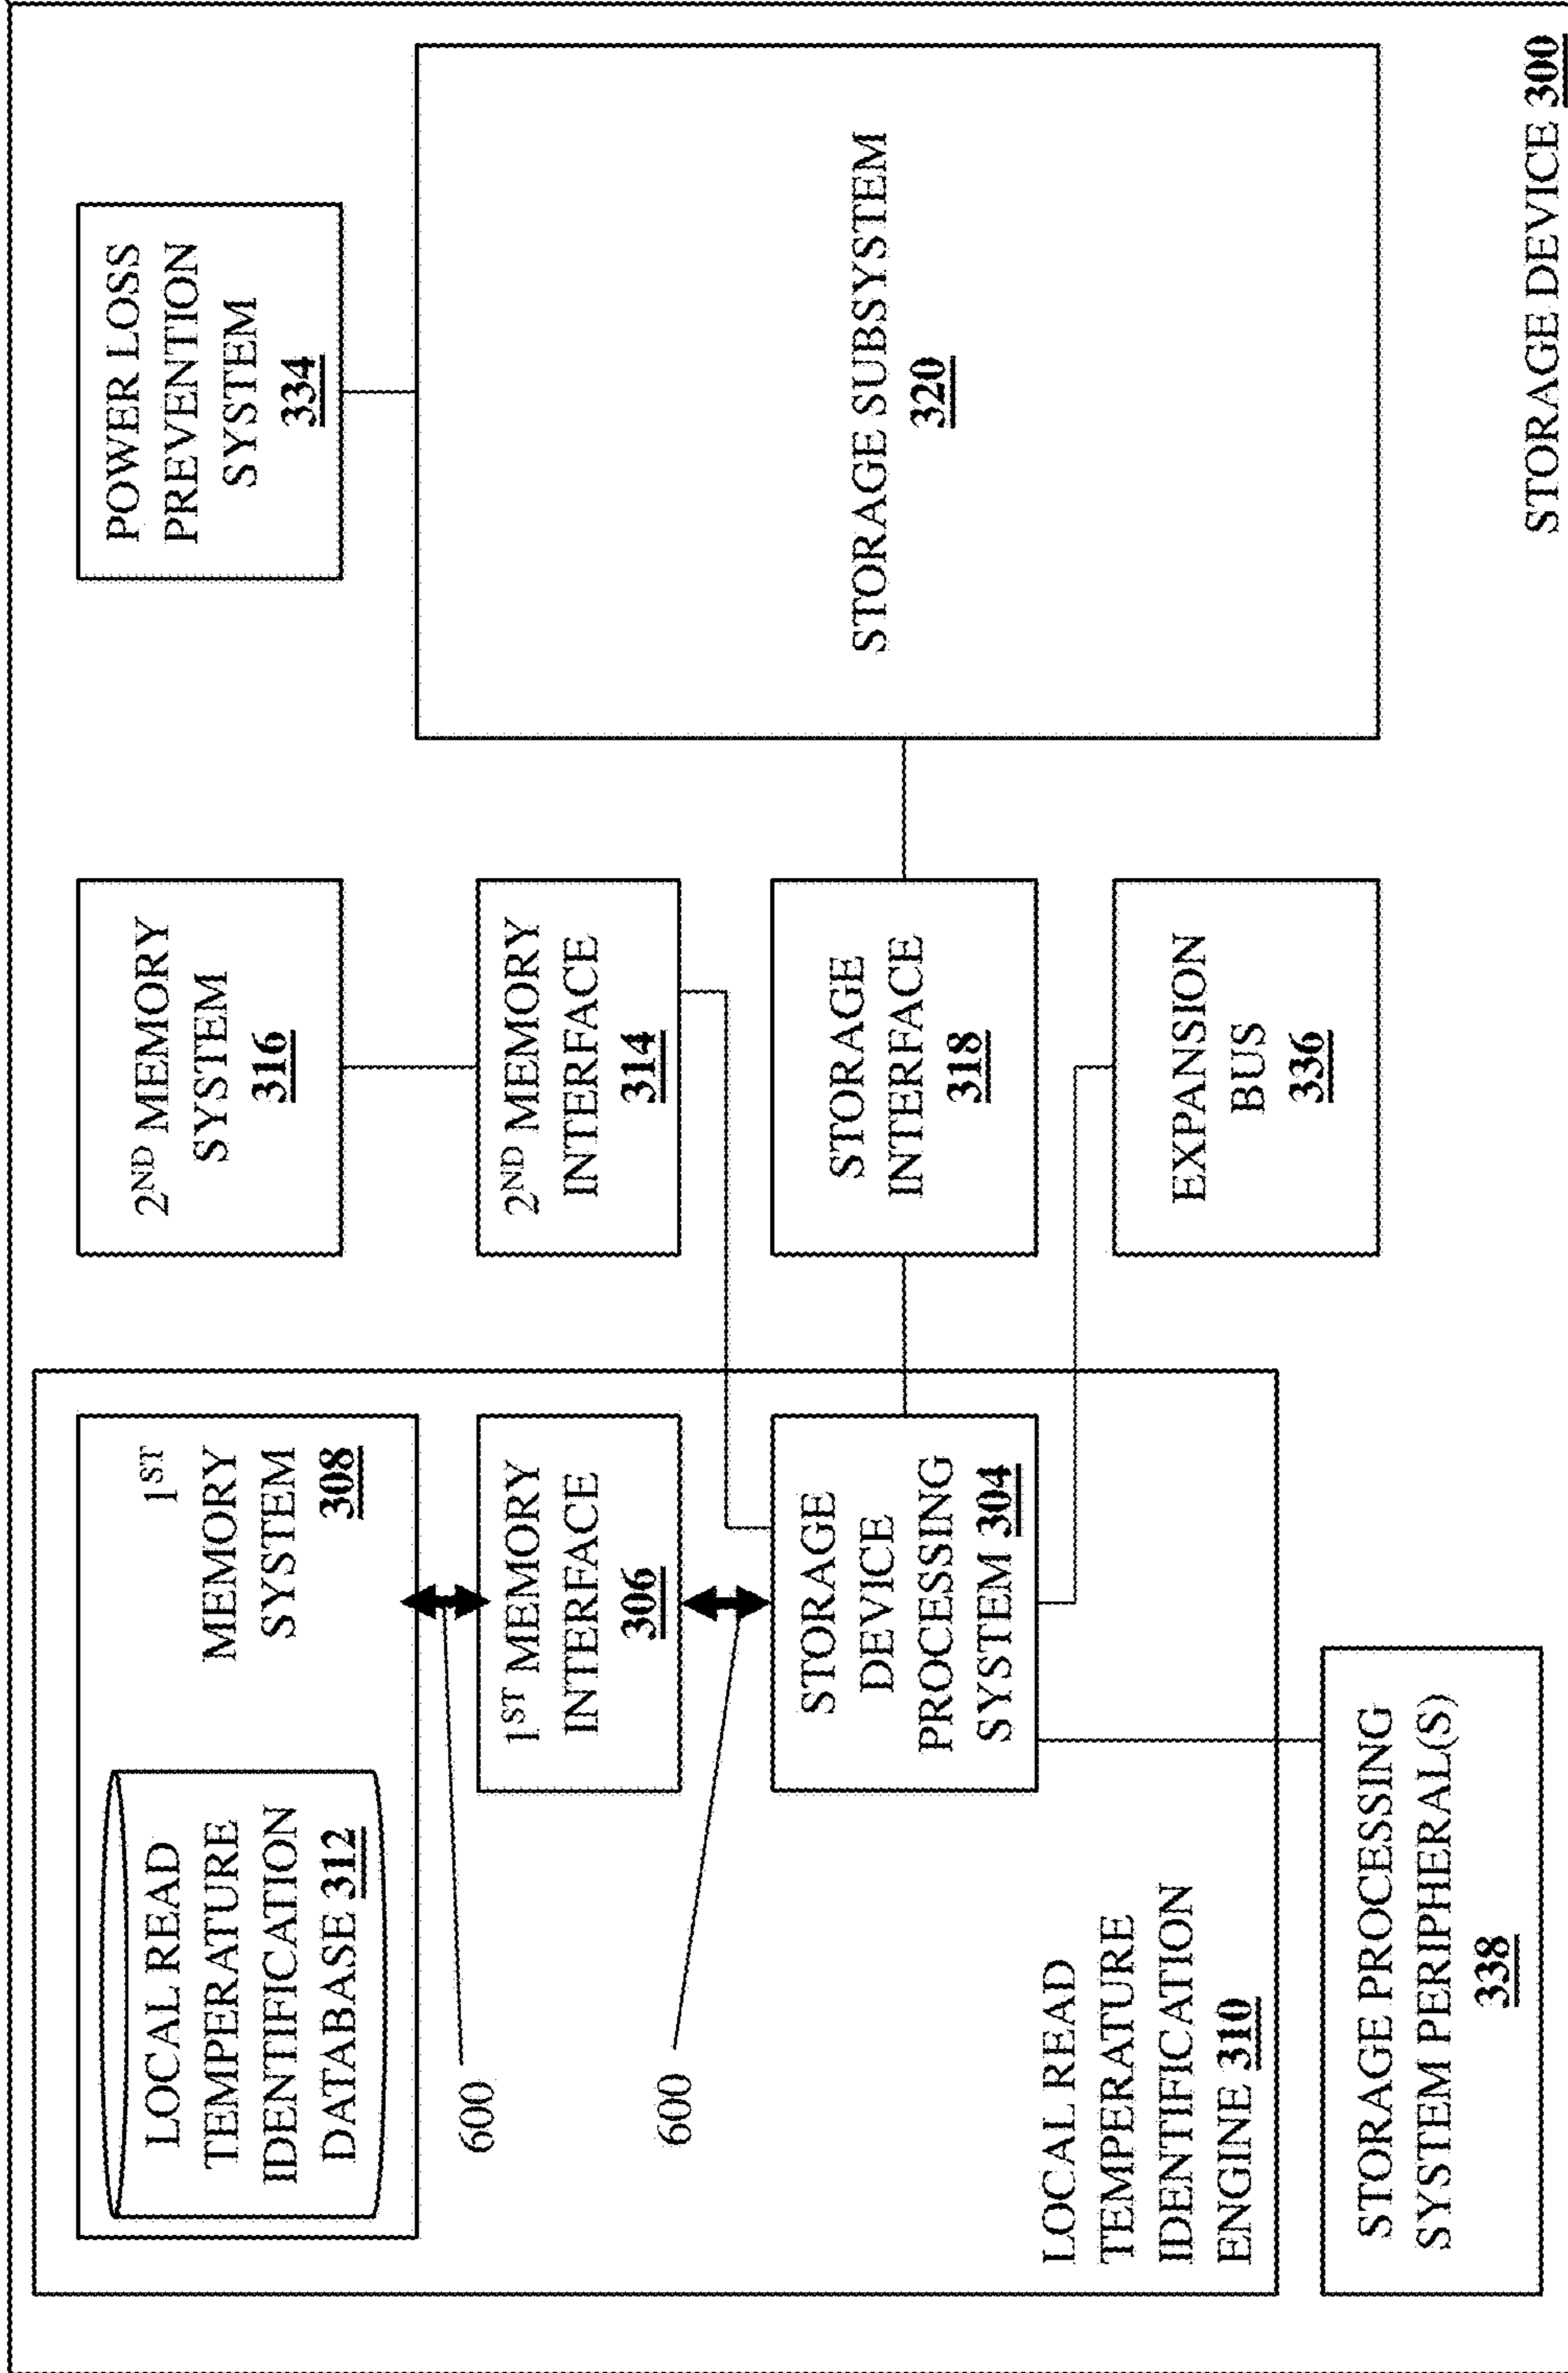 LOCAL READ
TEMPERATURE
IDENTIFICATION
DATABASE 312
1ST
MEMORY
SYSTEM
308
600
600
1ST MEMORY
INTERFACE
306
STORAGE
DEVICE
PROCESSING
SYSTEM 304
LOCAL READ
TEMPERATURE
IDENTIFICATION
ENGINE 310
STORAGE PROCESSING
SYSTEM PERIPHERAL(S)
338
2ND MEMORY
SYSTEM
316
2ND MEMORY
INTERFACE
314
STORAGE
INTERFACE
318
EXPANSION
BUS
336
POWER LOSS
PREVENTION
SYSTEM
334
STORAGE SUBSYSTEM
320
STORAGE DEVICE 300